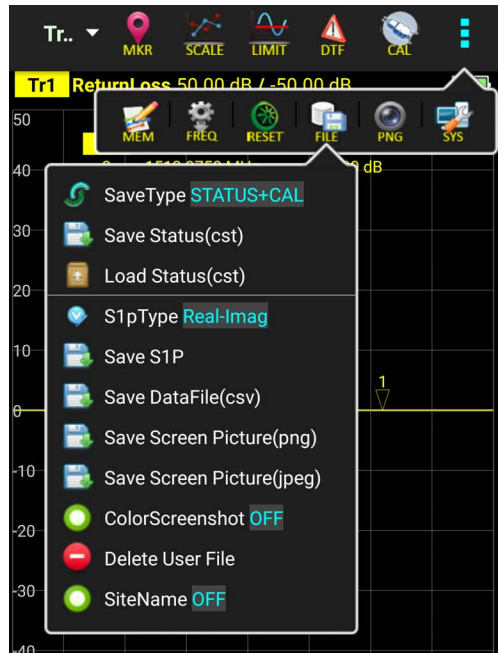 Tr..
MKR SCALE LIMIT DTF CAL
Tr1 ReturnLoss 50.00 dB / -50.00 dB
50
MEM FREQ RESET FILE PNG SYS
dB
40
SaveType STATUS+CAL
30
Save Status(cst)
Load Status(cst)
20
S1pType Real-Imag
10
Save S1P
1
Save DataFile(csv)
0
Save Screen Picture(png)
-10
Save Screen Picture(jpeg)
-20
ColorScreenshot OFF
Delete User File
-30
SiteName OFF
-40